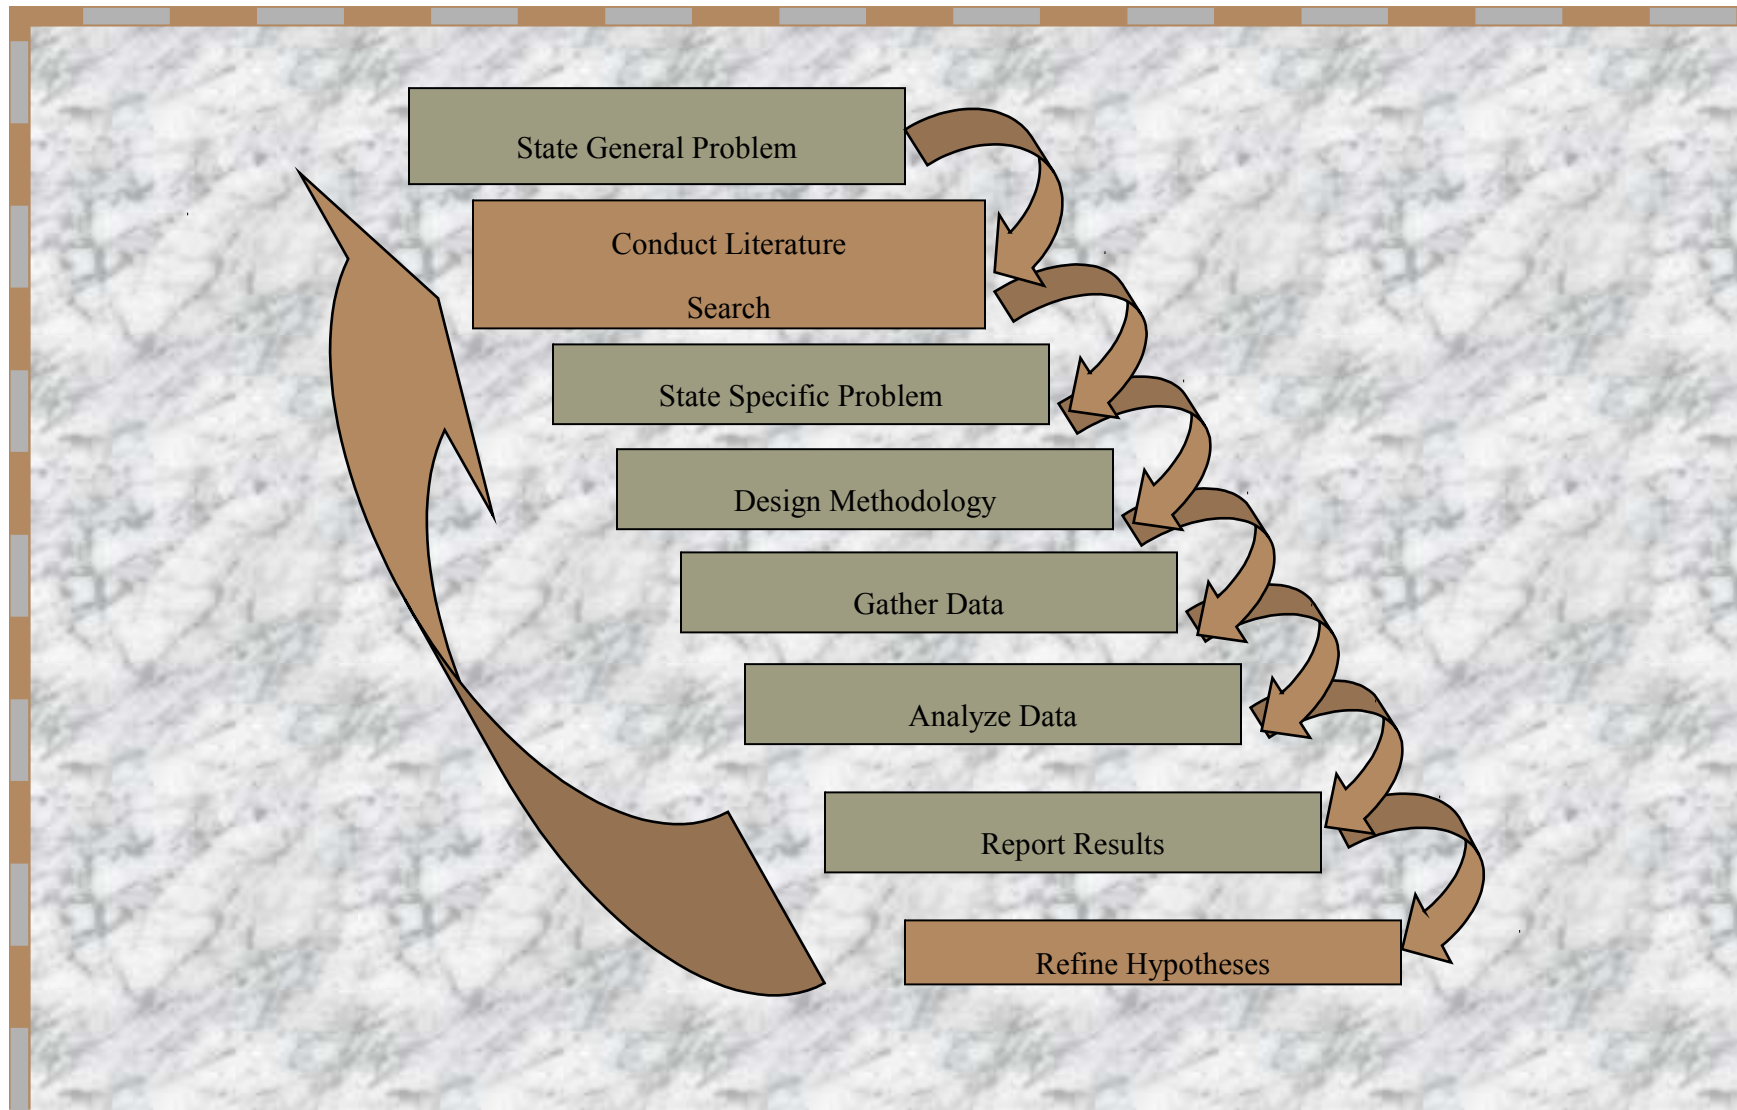 State General Problem
Conduct Literature
Search
State Specific Problem
Design Methodology
Gather Data
Analyze Data
Report Results
Refine Hypotheses